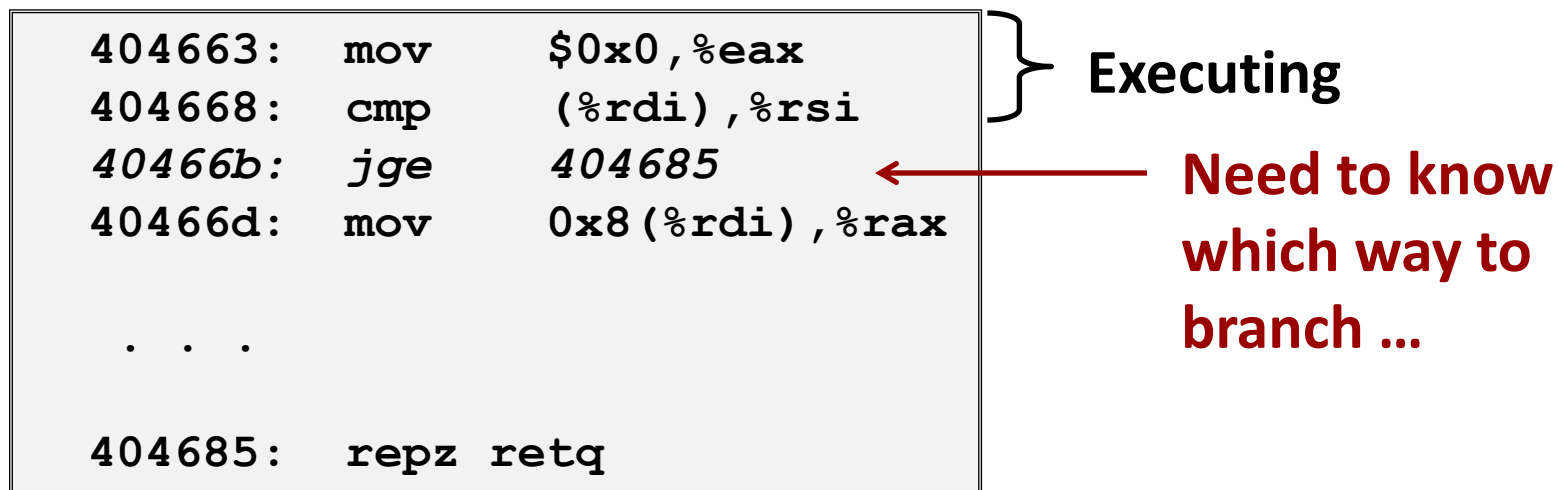 404663: mov $0x0,%eax
404668: cmp (%rdi),%rsi
Executing
40466b: jge 404685
40466d: mov 0x8(%rdi),%rax
Need to know
which way to
branch …
. . .
404685: repz retq